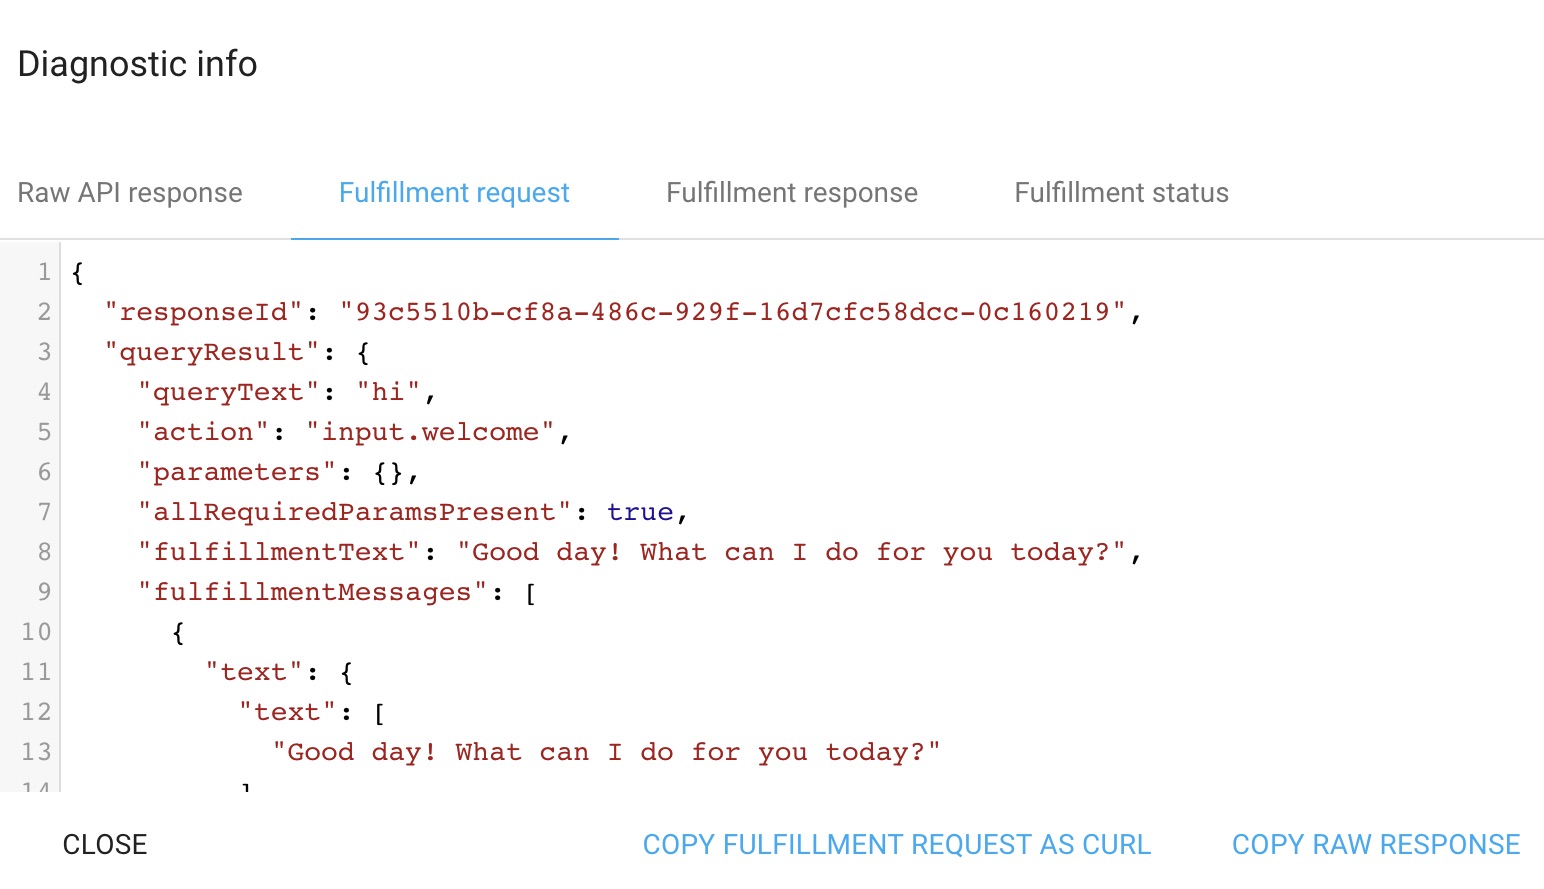 Diagnostic info
Raw API response Fulfillment request Fulfillment response Fulfillment status
1 {
2 "responseId": "93c5510b-cf8a-486c-929f-16d7cfc58dcc-0c160219",
3 "queryResult": {
4 "queryText": "hi",
5 "action": "input.welcome",
6 "parameters": {},
7 "allRequiredParamsPresent": true,
8 "fulfillmentText": "Good day! What can I do for you today?",
9 "fulfillmentMessages": [
10 {
11 "text": {
12 "text": [
13 "Good day! What can I do for you today?"
14 ]
CLOSE COPY FULFILLMENT REQUEST AS CURL COPY RAW RESPONSE